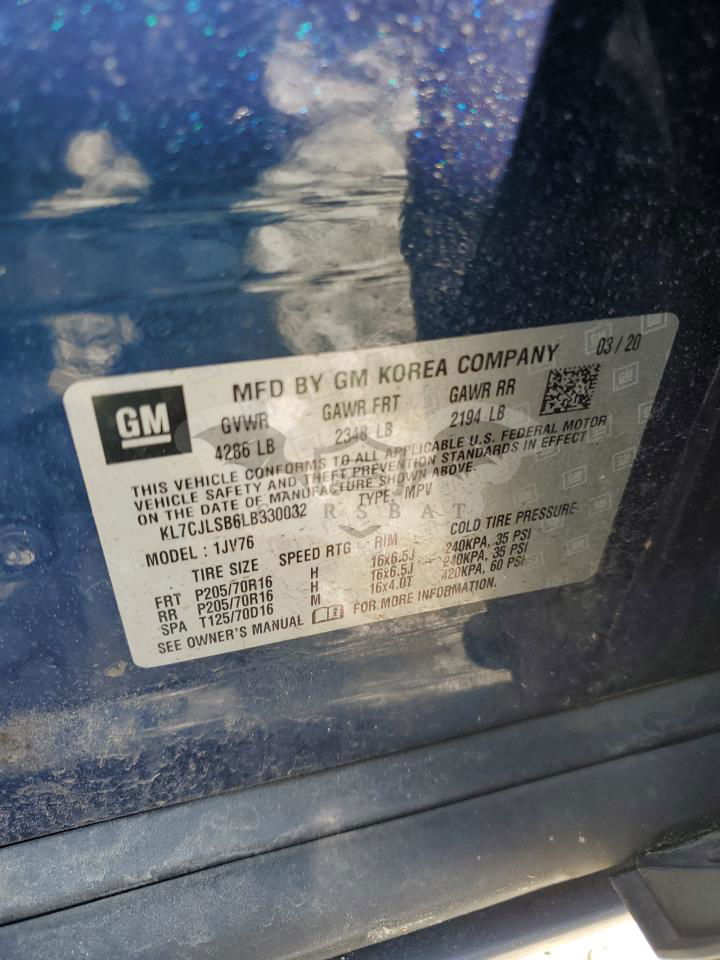 GM
MFD BY GM KOREA COMPANY 03/20
GVWR GAWR FRT GAWR RR
4286 LB 2348 LB 2194 LB
THIS VEHICLE CONFORMS TO ALL APPLICABLE U.S. FEDERAL MOTOR
VEHICLE SAFETY AND THEFT PREVENTION STANDARDS IN EFFECT
ON THE DATE OF MANUFACTURE SHOWN ABOVE.
KL7CJLSB6LB330032 TYPE: MPV
MODEL : 1JV76
TIRE SIZE SPEED RTG RIM COLD TIRE PRESSURE
FRT P205/70R16 H 16x6.5J 240KPA, 35 PSI
RR P205/70R16 H 16x6.5J 240KPA, 35 PSI
SPA T125/70D16 M 16x4.0T 420KPA, 60 PSI
SEE OWNER'S MANUAL FOR MORE INFORMATION.